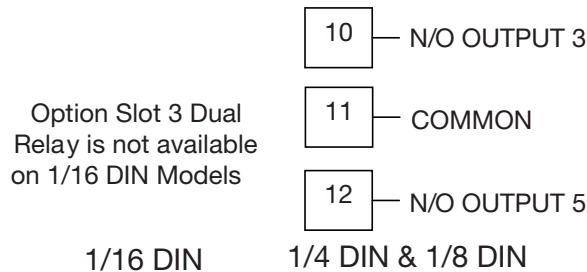 10 N/O OUTPUT 3
Option Slot 3 Dual
Relay is not available
on 1/16 DIN Models
11 COMMON
12 N/O OUTPUT 5
1/16 DIN
1/4 DIN & 1/8 DIN